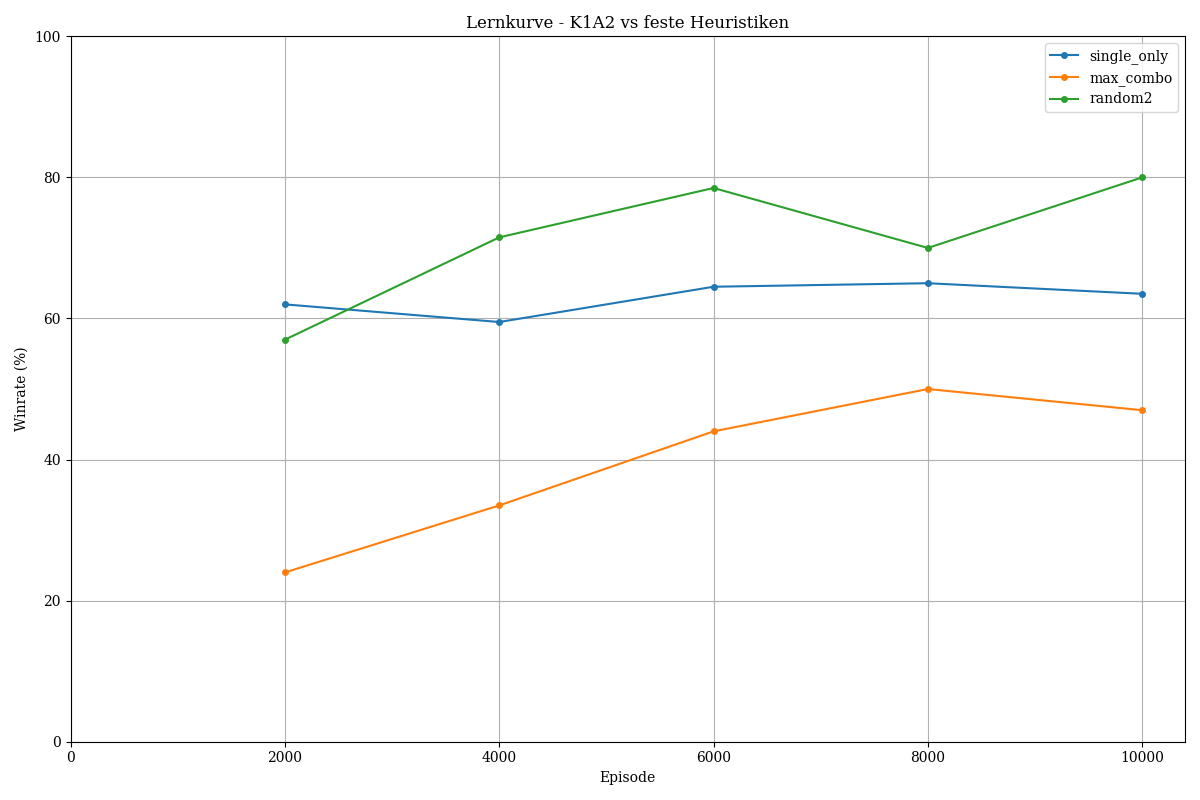 Lernkurve - K1A2 vs feste Heuristiken
100
80
60
40
20
0
Winrate (%)
single_only
max_combo
random2
0
2000
4000
6000
8000
10000
Episode